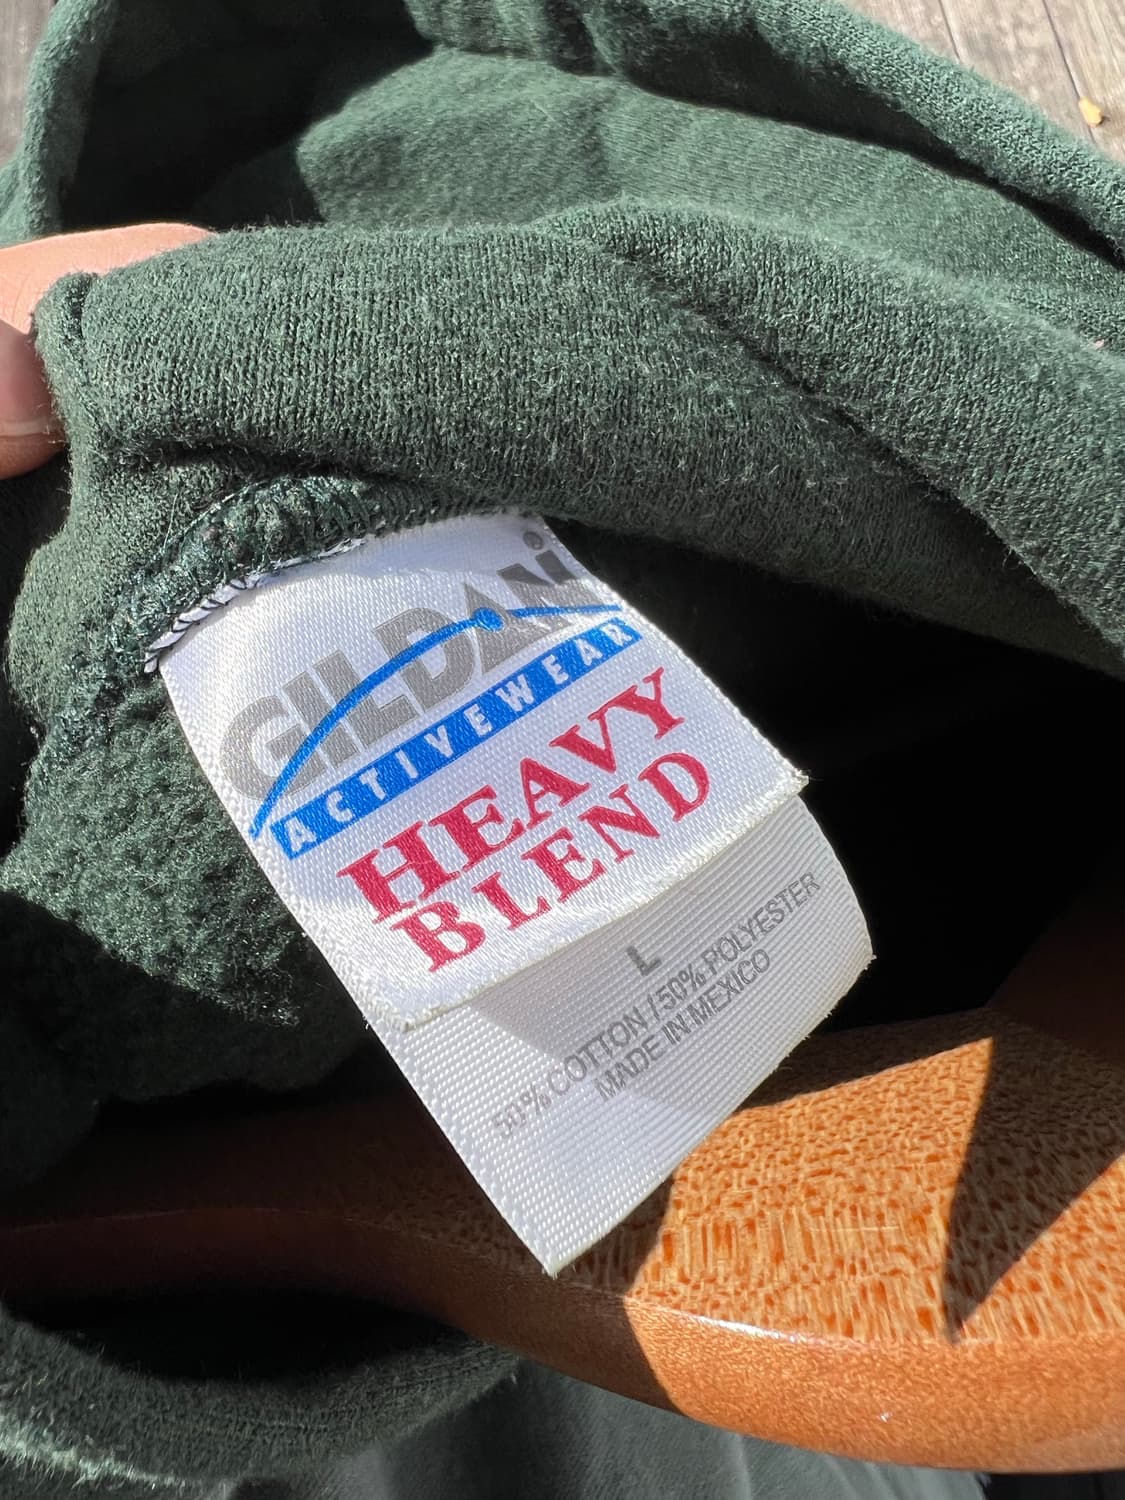 GILDAN®
ACTIVEWEAR
HEAVY
BLEND
L
50% COTTON / 50% POLYESTER
MADE IN MEXICO